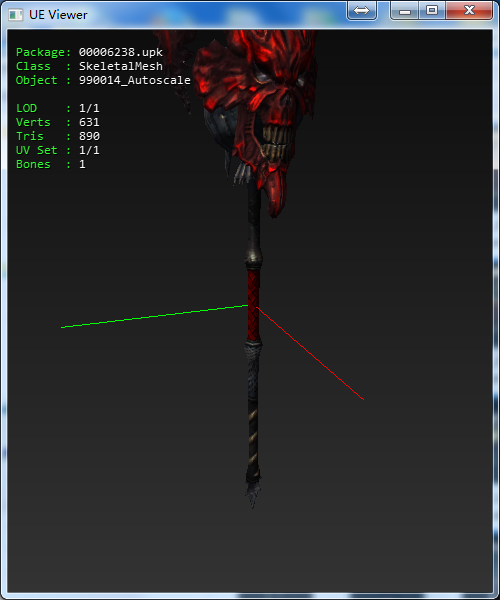 UE Viewer
Package: 00006238.upk
Class : SkeletalMesh
Object : 990014_Autoscale
LOD : 1/1
Verts : 631
Tris : 890
UV Set : 1/1
Bones : 1